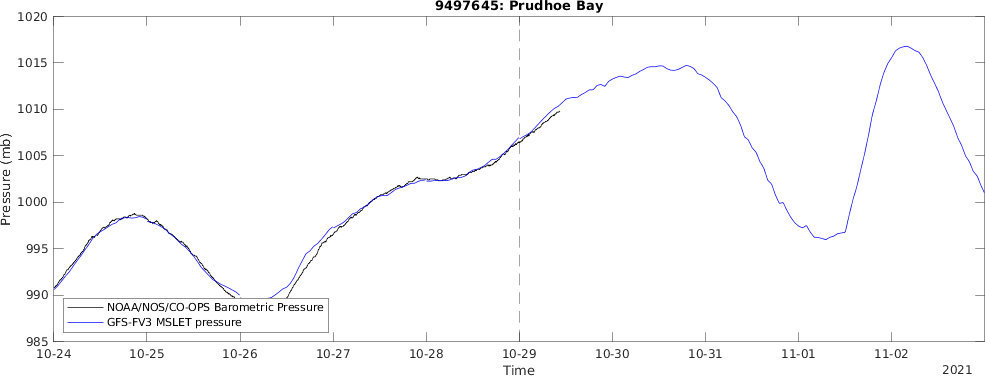 9497645: Prudhoe Bay
1020
1015
1010
1005
1000
995
990
985
Pressure (mb)
NOAA/NOS/CO-OPS Barometric Pressure
GFS-FV3 MSLET pressure
10-24 10-25 10-26 10-27 10-28 10-29 10-30 10-31 11-01 11-02
Time
2021